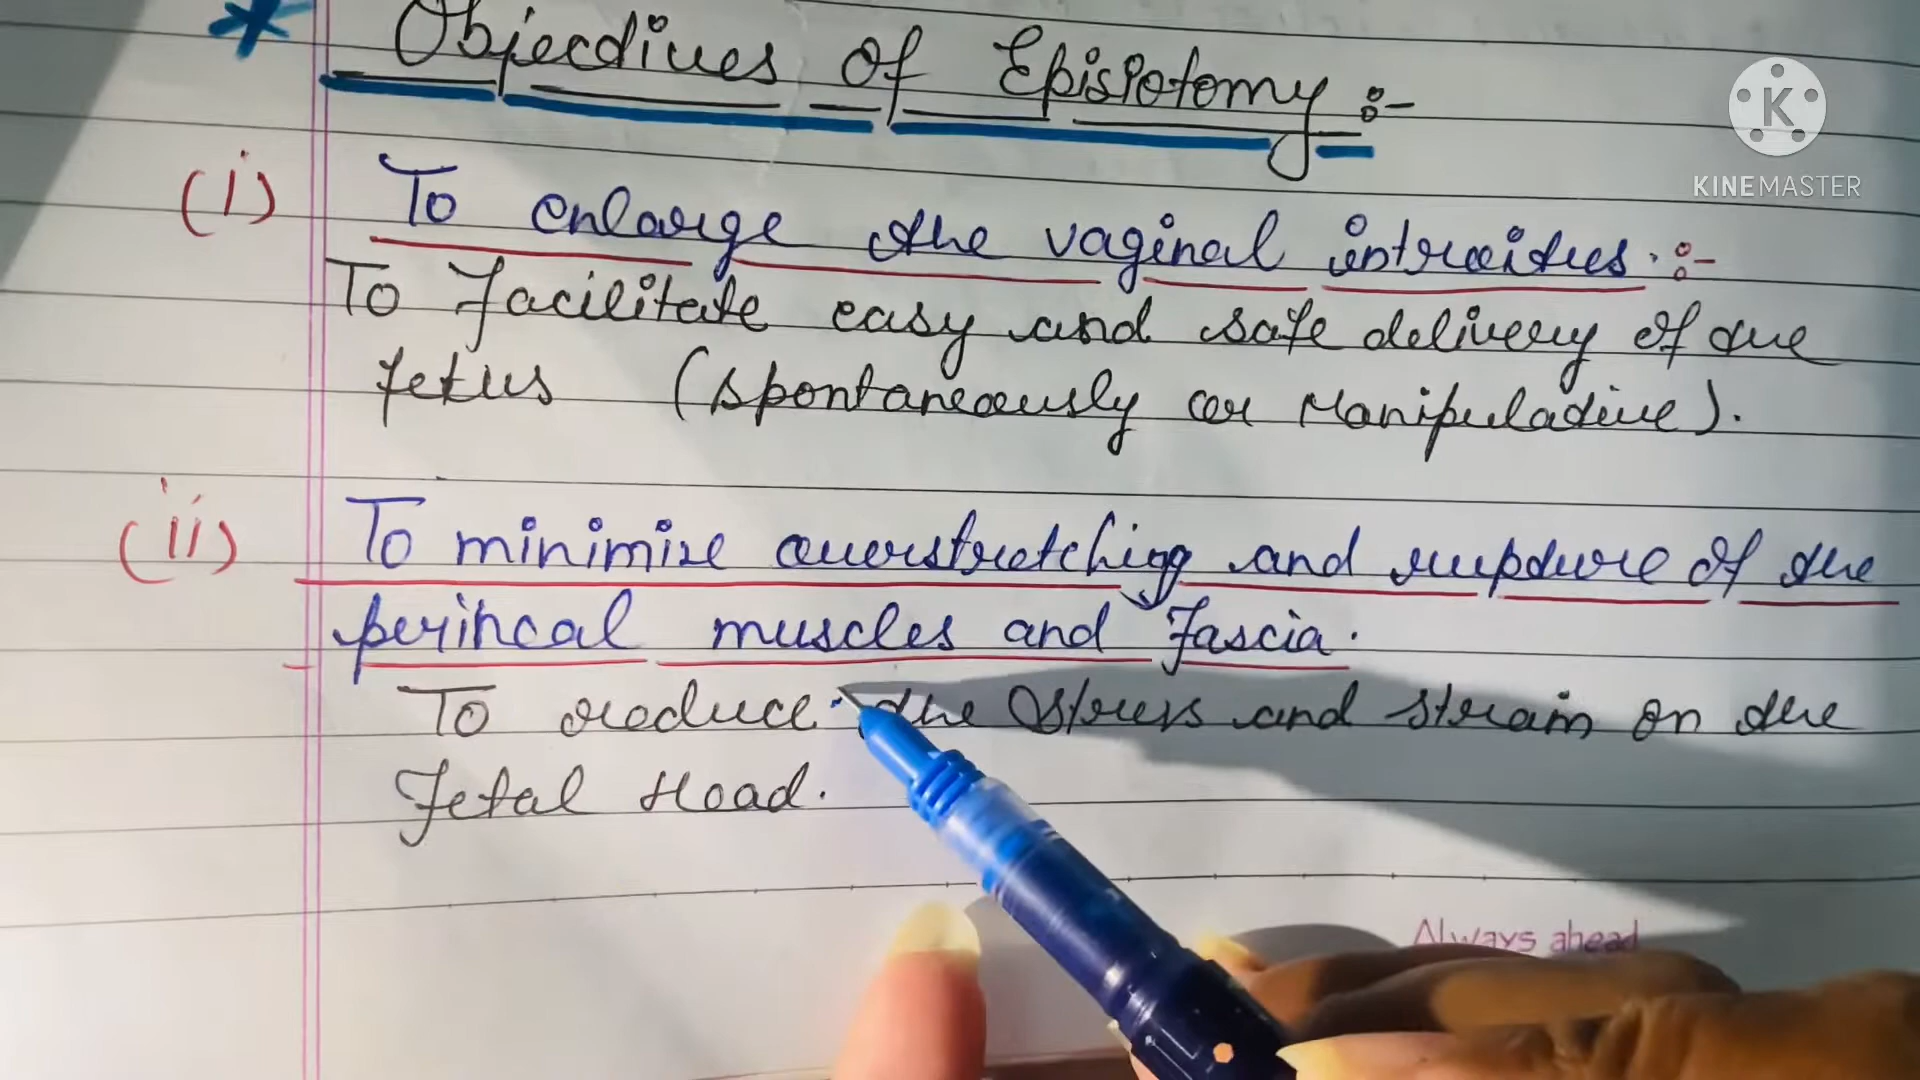 * Objectives of Episiotomy :-
K
KINEMASTER
(i) To enlarge the vaginal introitus :-
To Facilitate easy and safe delivery of the
fetus (spontaneously or Manipulative).
(ii) To minimize overstretching and rupture of the
perineal muscles and Fascia.
To reduce the stress and strain on the
Fetal Head.
Always ahead